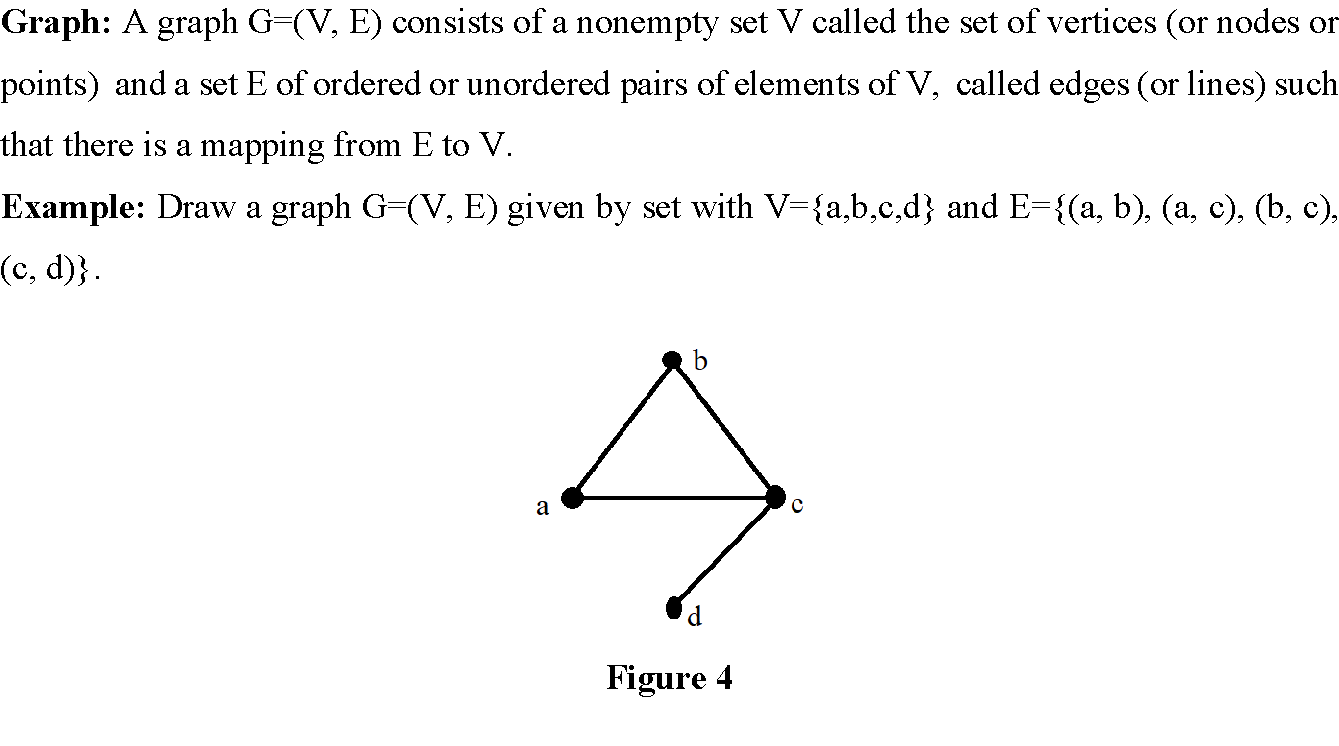 Graph: A graph G=(V, E) consists of a nonempty set V called the set of vertices (or nodes or
points) and a set E of ordered or unordered pairs of elements of V, called edges (or lines) such
that there is a mapping from E to V.
Example: Draw a graph G=(V, E) given by set with V={a,b,c,d} and E={(a, b), (a, c), (b, c),
(c, d)}.
b
a
c
d
Figure 4